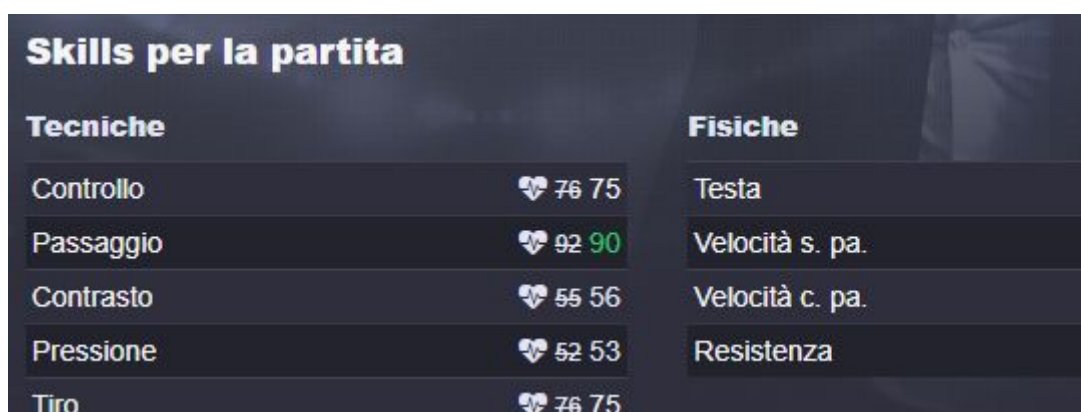 Skills per la partita
Tecniche
Controllo 76 75
Passaggio 92 90
Contrasto 55 56
Pressione 52 53
Tiro 76 75
Fisiche
Testa
Velocità s. pa.
Velocità c. pa.
Resistenza